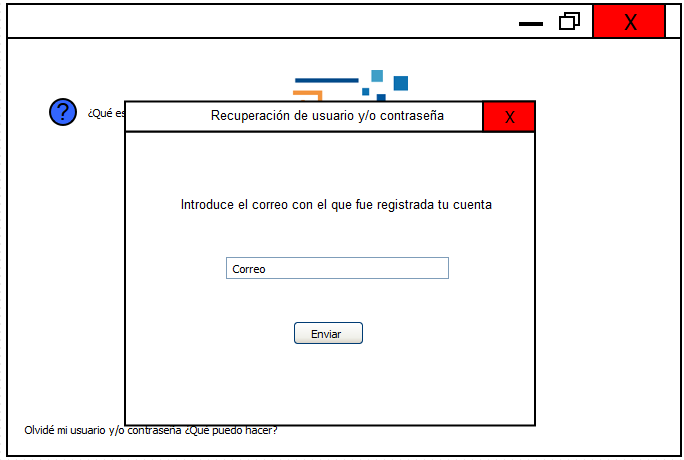 X
¿Qué es
Recuperación de usuario y/o contraseña
X
Introduce el correo con el que fue registrada tu cuenta
Correo
Enviar
Olvidé mi usuario y/o contraseña ¿Qué puedo hacer?
?